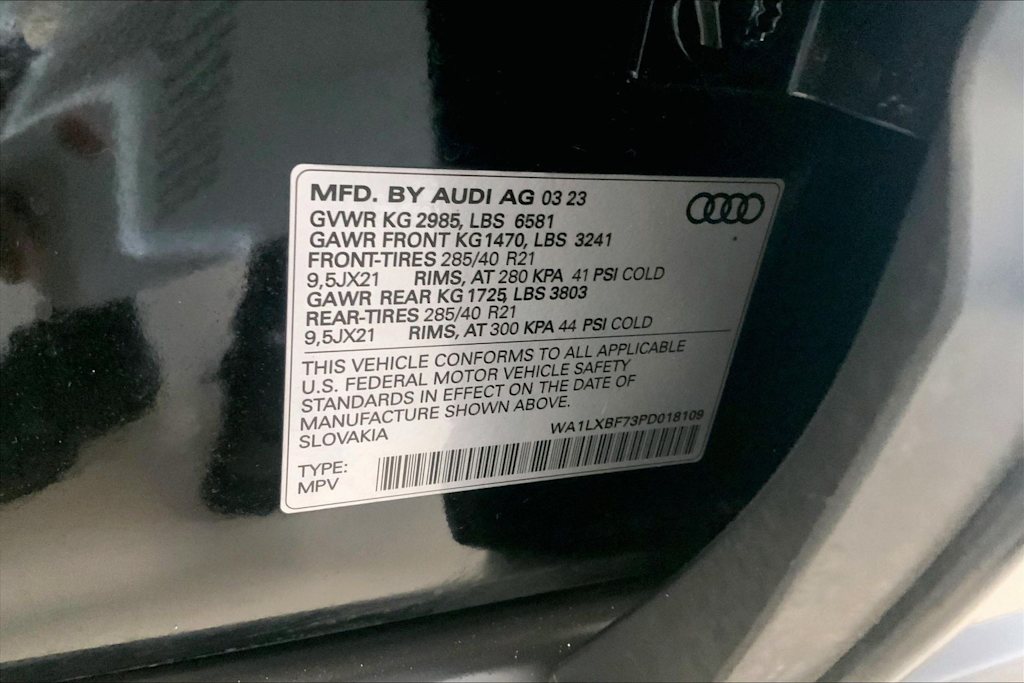 MFD. BY AUDI AG 03 23
GVWR KG 2985, LBS 6581
GAWR FRONT KG1470, LBS 3241
FRONT-TIRES 285/40 R21
9,5JX21 RIMS, AT 280 KPA 41 PSI COLD
GAWR REAR KG 1725, LBS 3803
REAR-TIRES 285/40 R21
9,5JX21 RIMS, AT 300 KPA 44 PSI COLD
THIS VEHICLE CONFORMS TO ALL APPLICABLE
U.S. FEDERAL MOTOR VEHICLE SAFETY
STANDARDS IN EFFECT ON THE DATE OF
MANUFACTURE SHOWN ABOVE.
SLOVAKIA
WA1LXBF73PD018109
TYPE:
MPV